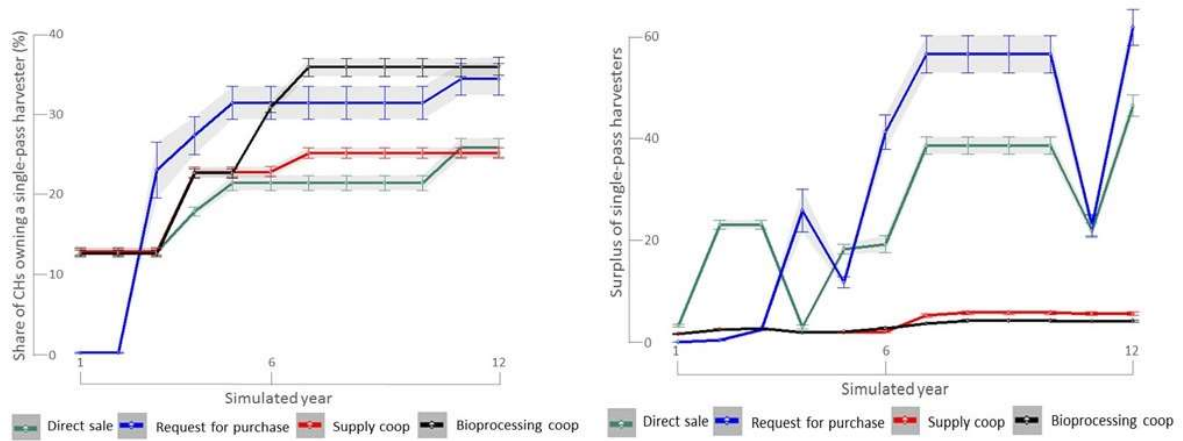 Share of CHs owning a single-pass harvester (%)
40
30
20
10
0
1
6
12
Simulated year
Direct sale
Request for purchase
Supply coop
Bioprocessing coop
Surplus of single-pass harvesters
60
40
20
0
1
6
12
Simulated year
Direct sale
Request for purchase
Supply coop
Bioprocessing coop